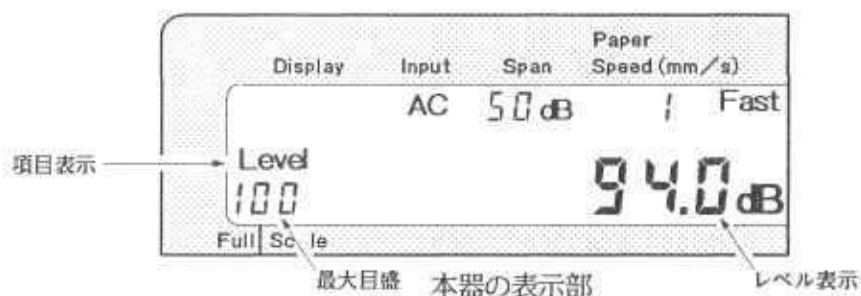 Paper
Display Input Span Speed (mm/s)
AC 50 dB 1 Fast
項目表示
Level
100 94.0 dB
Full Scale
最大目盛 本器の表示部 レベル表示